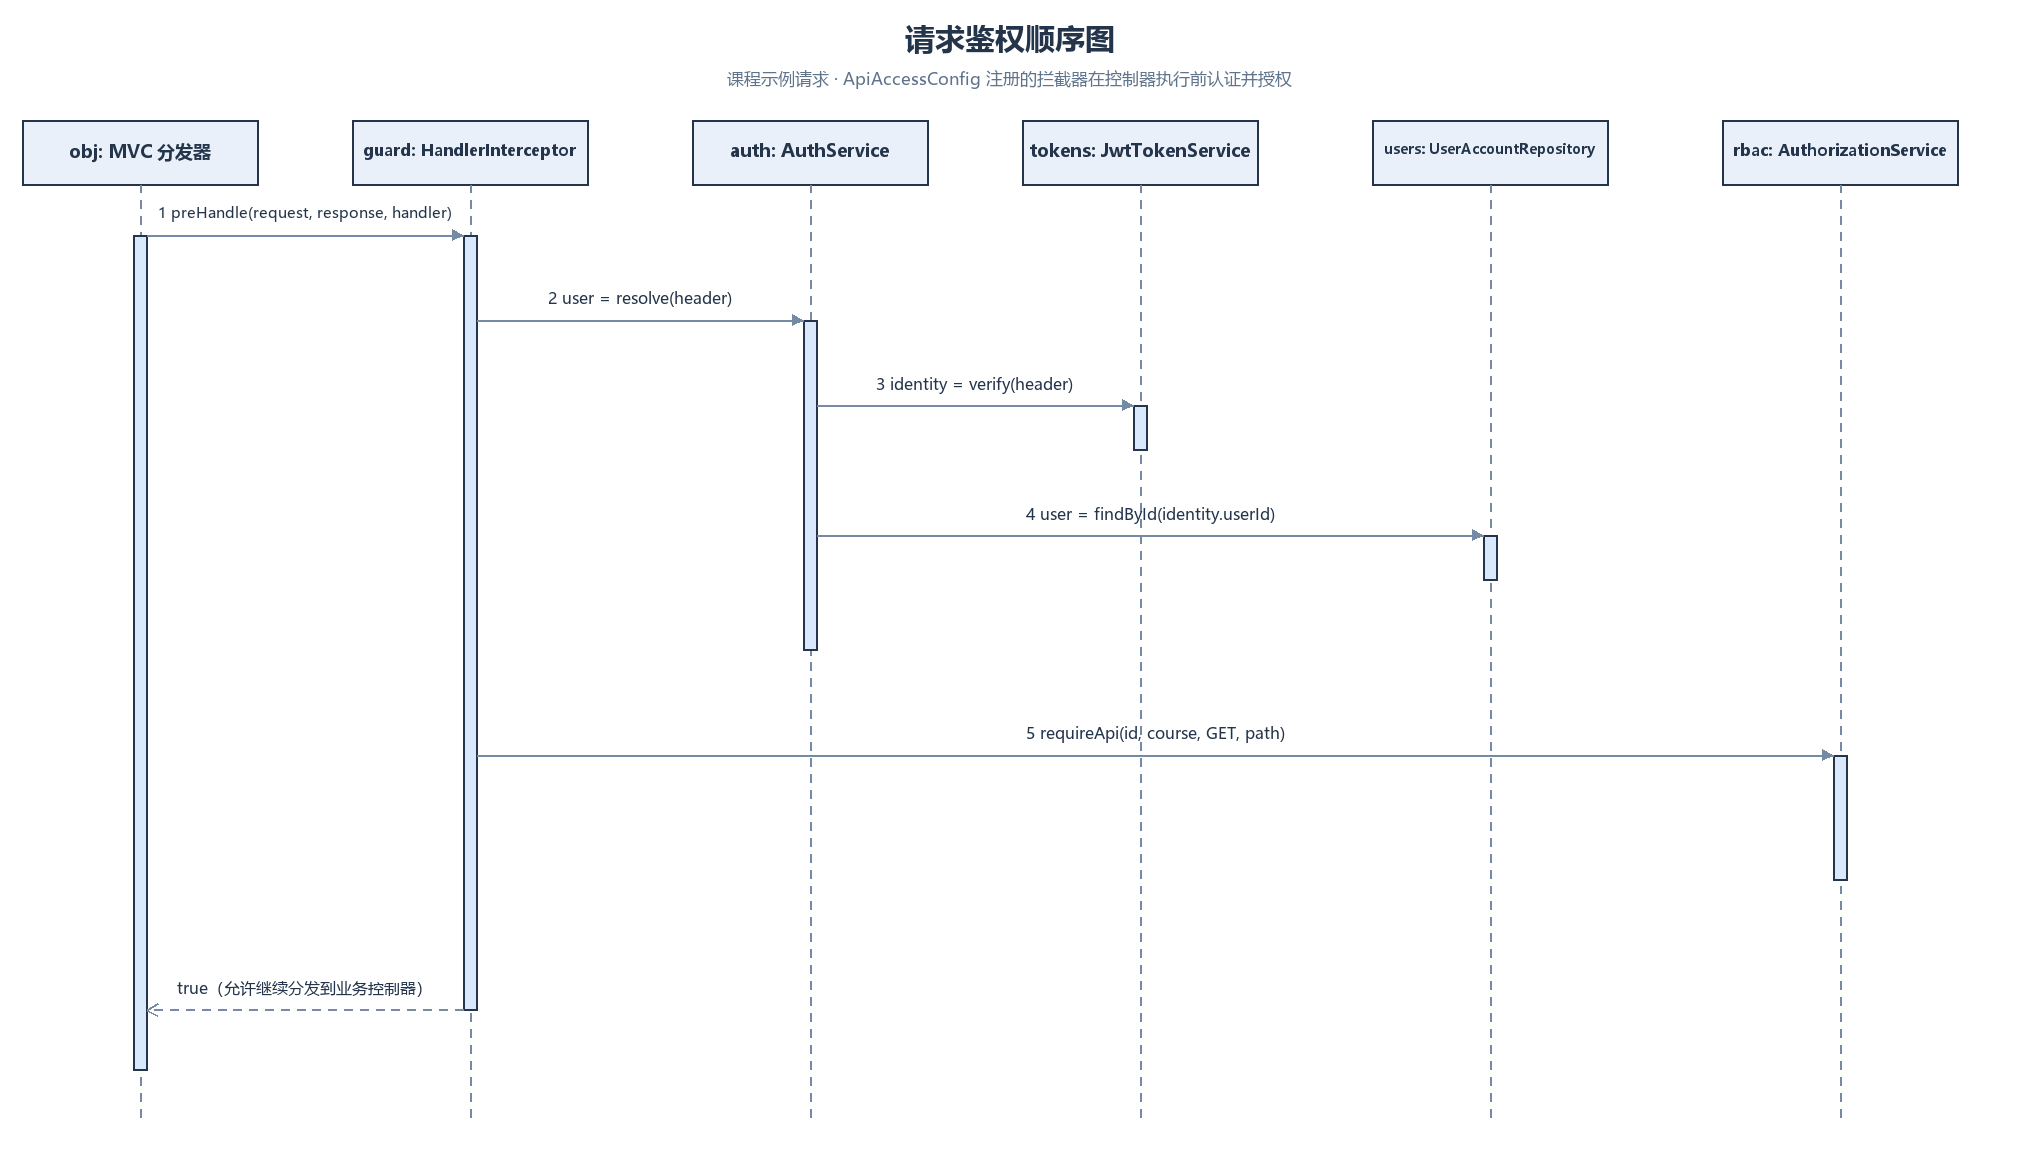 请求鉴权顺序图
课程示例请求 · ApiAccessConfig 注册的拦截器在控制器执行前认证并授权
obj: MVC 分发器
guard: HandlerInterceptor
auth: AuthService
tokens: JwtTokenService
users: UserAccountRepository
rbac: AuthorizationService
1 preHandle(request, response, handler)
2 user = resolve(header)
3 identity = verify(header)
4 user = findById(identity.userId)
5 requireApi(id, course, GET, path)
true（允许继续分发到业务控制器）